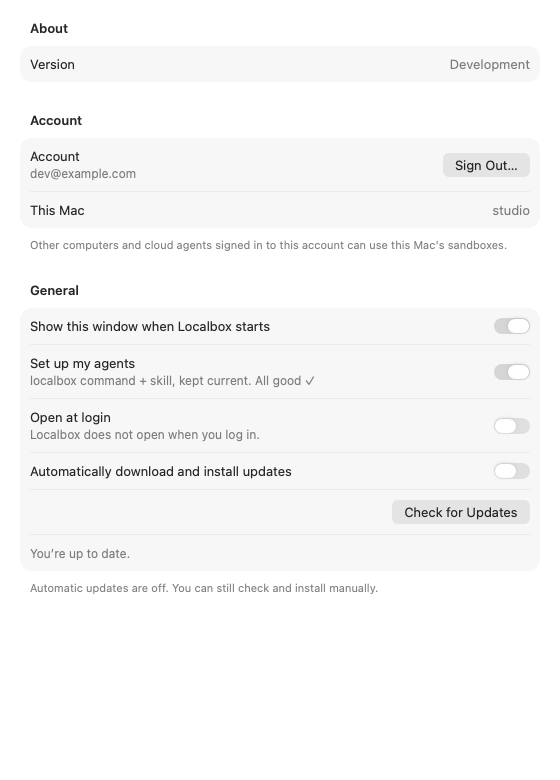 About
Version
Development
Account
Account
dev@example.com
Sign Out...
This Mac
studio
Other computers and cloud agents signed in to this account can use this Mac's sandboxes.
General
Show this window when Localbox starts
Set up my agents
localbox command + skill, kept current. All good ✓
Open at login
Localbox does not open when you log in.
Automatically download and install updates
Check for Updates
You're up to date.
Automatic updates are off. You can still check and install manually.